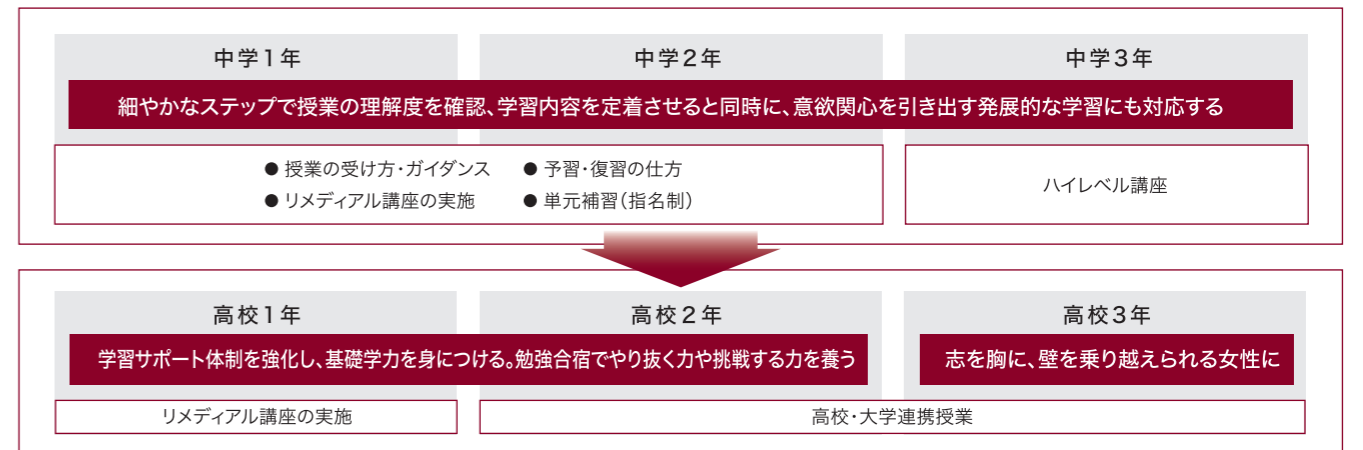 中学1年
中学2年
中学3年
細やかなステップで授業の理解度を確認、学習内容を定着させると同時に、意欲関心を引き出す発展的な学習にも対応する
● 授業の受け方・ガイダンス
● 予習・復習の仕方
● リメディアル講座の実施
● 単元補習(指名制)
ハイレベル講座
高校1年
高校2年
高校3年
学習サポート体制を強化し、基礎学力を身につける。勉強合宿でやり抜く力や挑戦する力を養う
志を胸に、壁を乗り越えられる女性に
リメディアル講座の実施
高校・大学連携授業